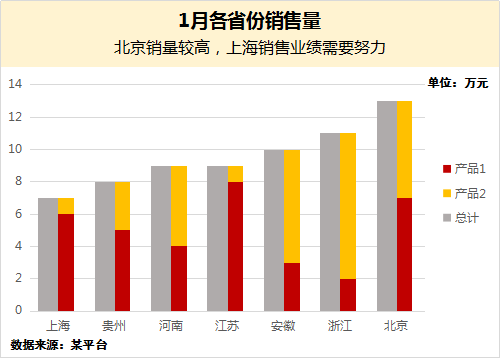 1月各省份销售量
北京销量较高，上海销售业绩需要努力
单位：万元
14
12
10
8
6
4
2
0
上海 贵州 河南 江苏 安徽 浙江 北京
产品1
产品2
总计
数据来源：某平台